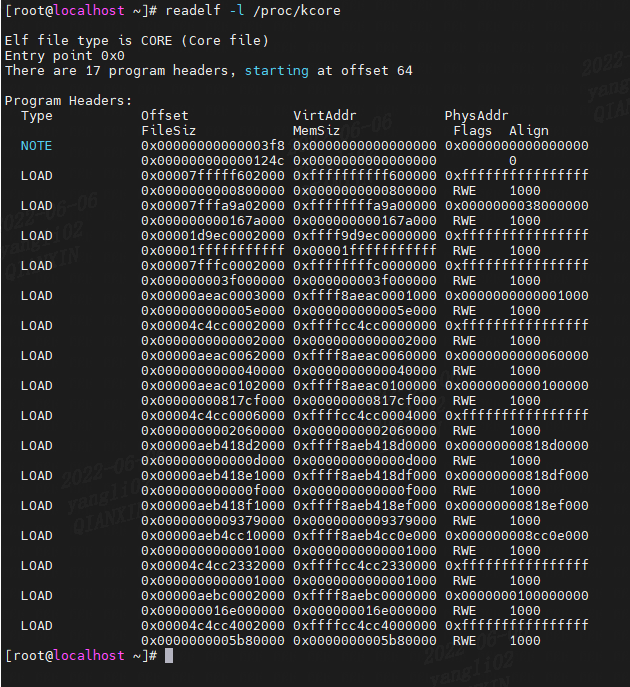 [root@localhost ~]# readelf -l /proc/kcore

Elf file type is CORE (Core file)
Entry point 0x0
There are 17 program headers, starting at offset 64

Program Headers:
  Type           Offset             VirtAddr           PhysAddr
                 FileSiz            MemSiz              Flags  Align
  NOTE           0x00000000000003f8 0x0000000000000000 0x0000000000000000
                 0x000000000000124c 0x0000000000000000         0
  LOAD           0x00007fffff602000 0xffffffffff600000 0xffffffffffffffff
                 0x0000000000800000 0x0000000000800000  RWE    1000
  LOAD           0x00007fffa9a02000 0xffffffffa9a00000 0x0000000038000000
                 0x000000000167a000 0x000000000167a000  RWE    1000
  LOAD           0x00001d9ec0002000 0xffff9d9ec0000000 0xffffffffffffffff
                 0x00001fffffffffff 0x00001fffffffffff  RWE    1000
  LOAD           0x00007fffc0002000 0xffffffffc0000000 0xffffffffffffffff
                 0x000000003f000000 0x000000003f000000  RWE    1000
  LOAD           0x00000aeac0003000 0xffff8aeac0001000 0x0000000000001000
                 0x000000000005e000 0x000000000005e000  RWE    1000
  LOAD           0x00004c4cc0002000 0xffffcc4cc0000000 0xffffffffffffffff
                 0x0000000000002000 0x0000000000002000  RWE    1000
  LOAD           0x00000aeac0062000 0xffff8aeac0060000 0x0000000000060000
                 0x0000000000040000 0x0000000000040000  RWE    1000
  LOAD           0x00000aeac0102000 0xffff8aeac0100000 0x0000000000100000
                 0x00000000817cf000 0x00000000817cf000  RWE    1000
  LOAD           0x00004c4cc0006000 0xffffcc4cc0004000 0xffffffffffffffff
                 0x0000000002060000 0x0000000002060000  RWE    1000
  LOAD           0x00000aeb418d2000 0xffff8aeb418d0000 0x00000000818d0000
                 0x000000000000d000 0x000000000000d000  RWE    1000
  LOAD           0x00000aeb418e1000 0xffff8aeb418df000 0x00000000818df000
                 0x000000000000f000 0x000000000000f000  RWE    1000
  LOAD           0x00000aeb418f1000 0xffff8aeb418ef000 0x00000000818ef000
                 0x0000000009379000 0x0000000009379000  RWE    1000
  LOAD           0x00000aeb4cc10000 0xffff8aeb4cc0e000 0x000000008cc0e000
                 0x0000000000001000 0x0000000000001000  RWE    1000
  LOAD           0x00004c4cc2332000 0xffffcc4cc2330000 0xffffffffffffffff
                 0x0000000000001000 0x0000000000001000  RWE    1000
  LOAD           0x00000aebc0002000 0xffff8aebc0000000 0x0000000100000000
                 0x000000016e000000 0x000000016e000000  RWE    1000
  LOAD           0x00004c4cc4002000 0xffffcc4cc4000000 0xffffffffffffffff
                 0x0000000005b80000 0x0000000005b80000  RWE    1000
[root@localhost ~]#